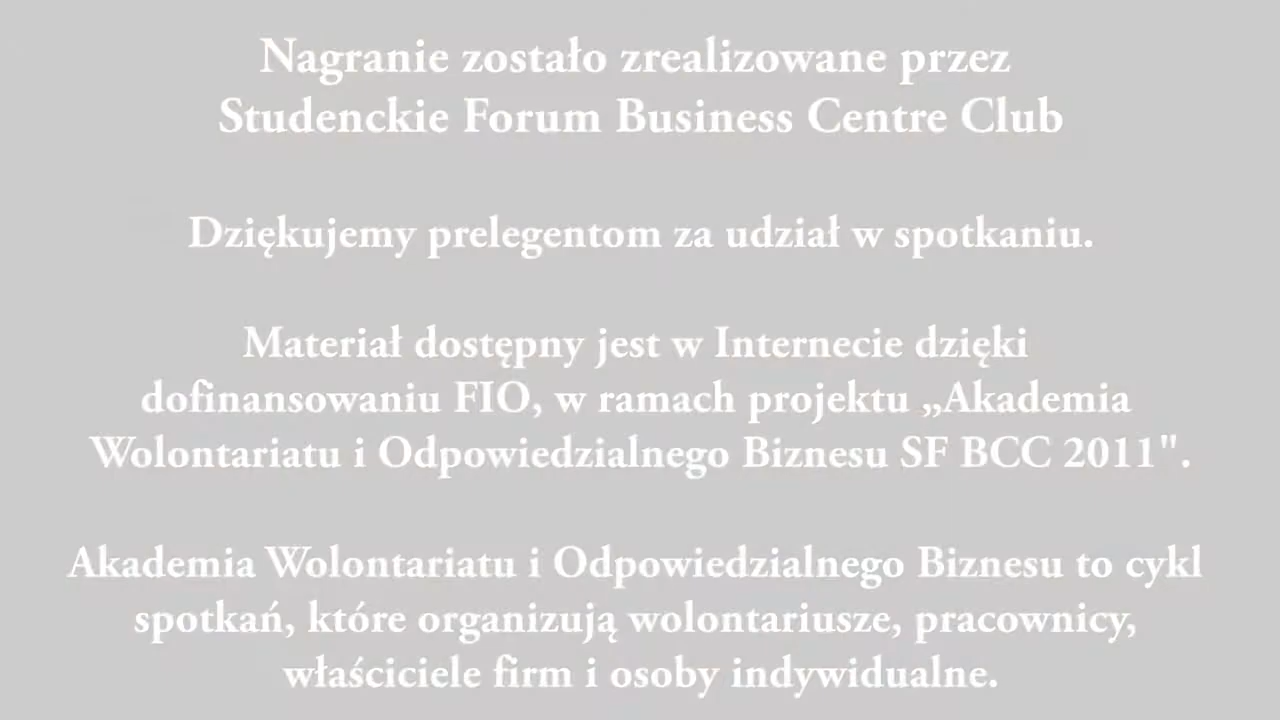 Nagranie zostało zrealizowane przez
Studenckie Forum Business Centre Club
Dziękujemy prelegentom za udział w spotkaniu.
Materiał dostępny jest w Internecie dzięki
dofinansowaniu FIO, w ramach projektu „Akademia
Wolontariatu i Odpowiedzialnego Biznesu SF BCC 2011".
Akademia Wolontariatu i Odpowiedzialnego Biznesu to cykl
spotkań, które organizują wolontariusze, pracownicy,
właściciele firm i osoby indywidualne.